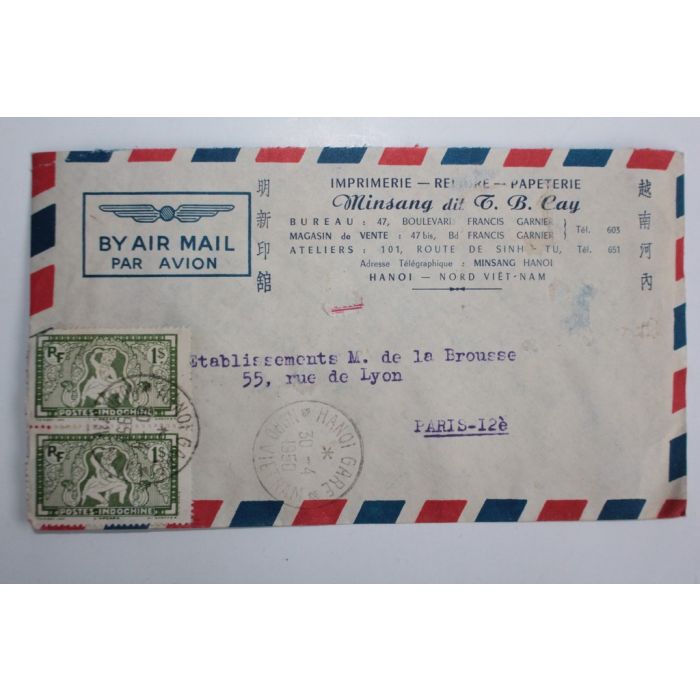 BY AIR MAIL
PAR AVION
明新印舘
IMPRIMERIE — RELIURE — PAPETERIE
Minsang dit T. B. Cay
BUREAU : 47, BOULEVARD FRANCIS GARNIER
MAGASIN de VENTE : 47 bis, Bd FRANCIS GARNIER
Tél. 603
ATELIERS : 101, ROUTE DE SINH-TU, Tél. 651
Adresse Télégraphique : MINSANG HANOI
HANOI — NORD VIÊT-NAM
越南河內
Etablissements M. de la Brousse
55, rue de Lyon
PARIS-12è
RF 1$
POSTES-INDOCHINE
RF 1$
POSTES-INDOCHINE
HANOI GARE
30-4
1950